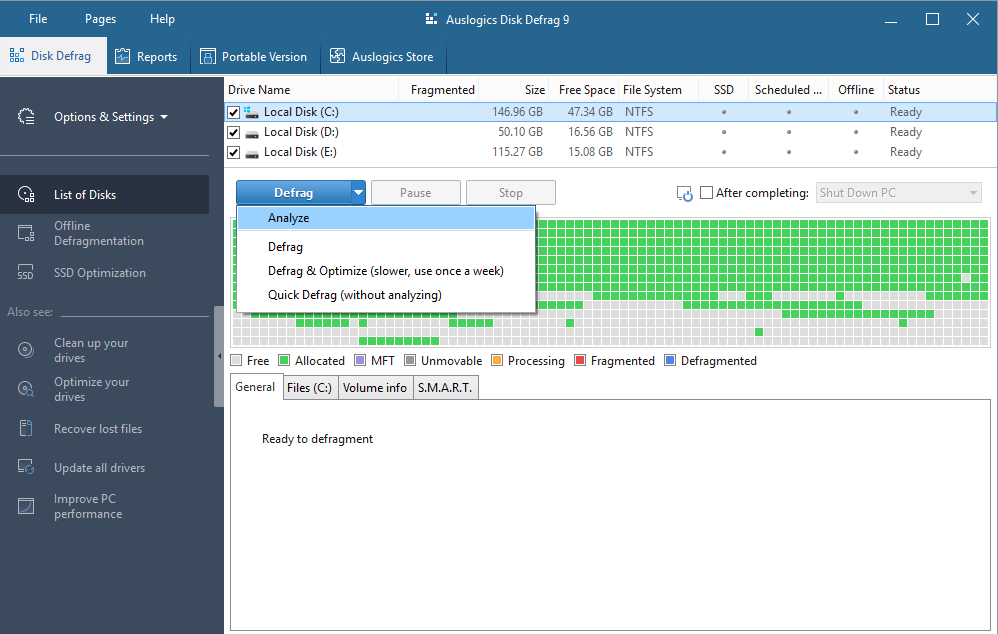 File Pages Help Auslogics Disk Defrag 9
Disk Defrag Reports Portable Version Auslogics Store
Options & Settings
List of Disks
Offline
Defragmentation
SSD Optimization
Also see:
Clean up your
drives
Optimize your
drives
Recover lost files
Update all drivers
Improve PC
performance
Drive Name Fragmented Size Free Space File System SSD Scheduled ... Offline Status
Local Disk (C:) 146.96 GB 47.34 GB NTFS Ready
Local Disk (D:) 50.10 GB 16.56 GB NTFS Ready
Local Disk (E:) 115.27 GB 15.08 GB NTFS Ready
Defrag Pause Stop After completing: Shut Down PC
Analyze
Defrag
Defrag & Optimize (slower, use once a week)
Quick Defrag (without analyzing)
Free Allocated MFT Unmovable Processing Fragmented Defragmented
General Files (C:) Volume info S.M.A.R.T.
Ready to defragment